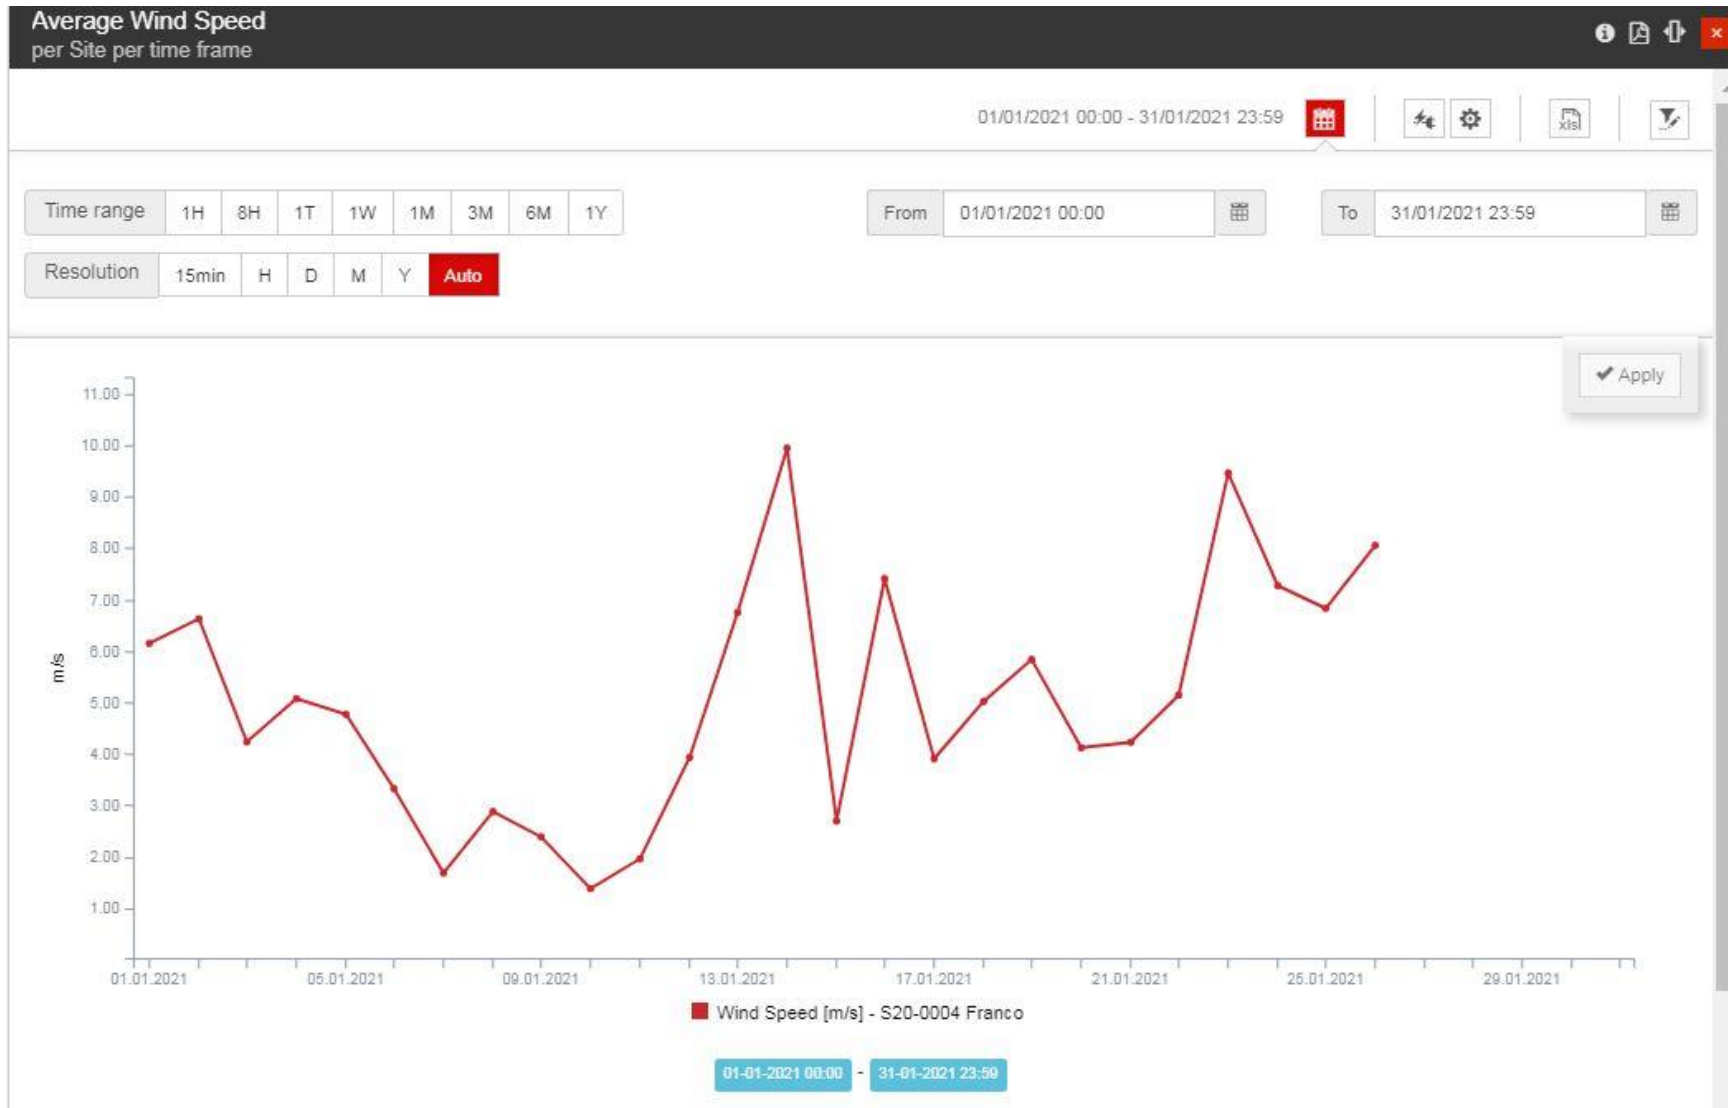 Average Wind Speed
per Site per time frame
01/01/2021 00:00 - 31/01/2021 23:59
xlsl
Time range 1H 8H 1T 1W 1M 3M 6M 1Y
From 01/01/2021 00:00
To 31/01/2021 23:59
Resolution 15min H D M Y Auto
Apply
11.00
10.00
9.00
8.00
7.00
6.00
5.00
4.00
3.00
2.00
1.00
m/s
01.01.2021 05.01.2021 09.01.2021 13.01.2021 17.01.2021 21.01.2021 25.01.2021 29.01.2021
Wind Speed [m/s] - S20-0004 Franco
01-01-2021 00:00 - 31-01-2021 23:59